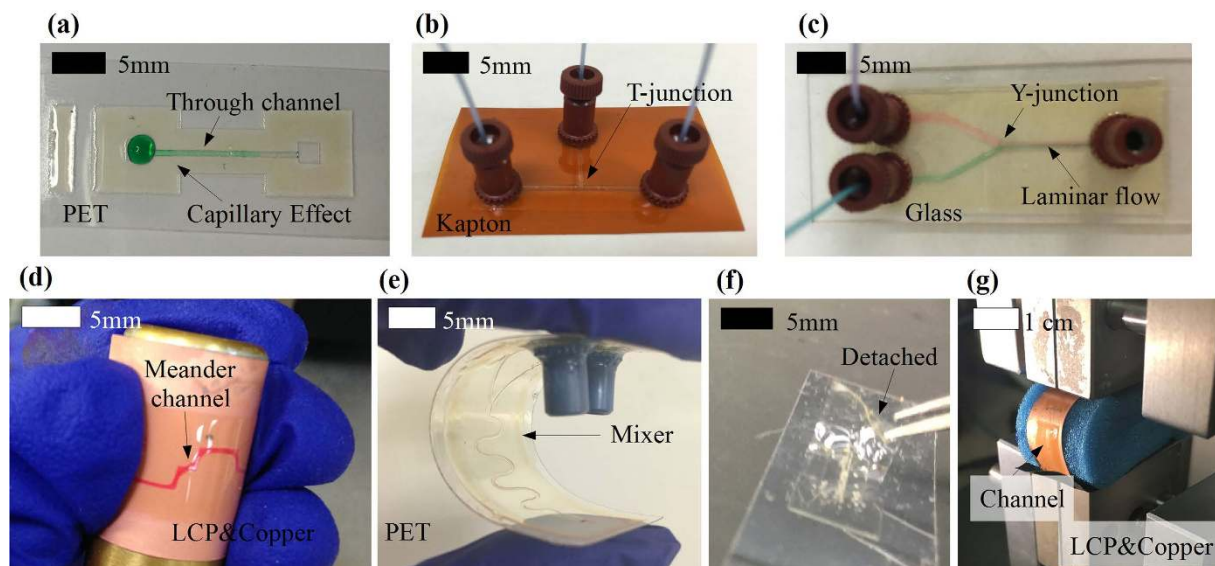 (a)
5mm
Through channel
PET
Capillary Effect
(b)
5mm
T-junction
Kapton
(c)
5mm
Y-junction
Glass
Laminar flow
(d)
5mm
Meander
channel
LCP&Copper
(e)
5mm
Mixer
PET
(f)
5mm
Detached
(g)
1 cm
Channel
LCP&Copper